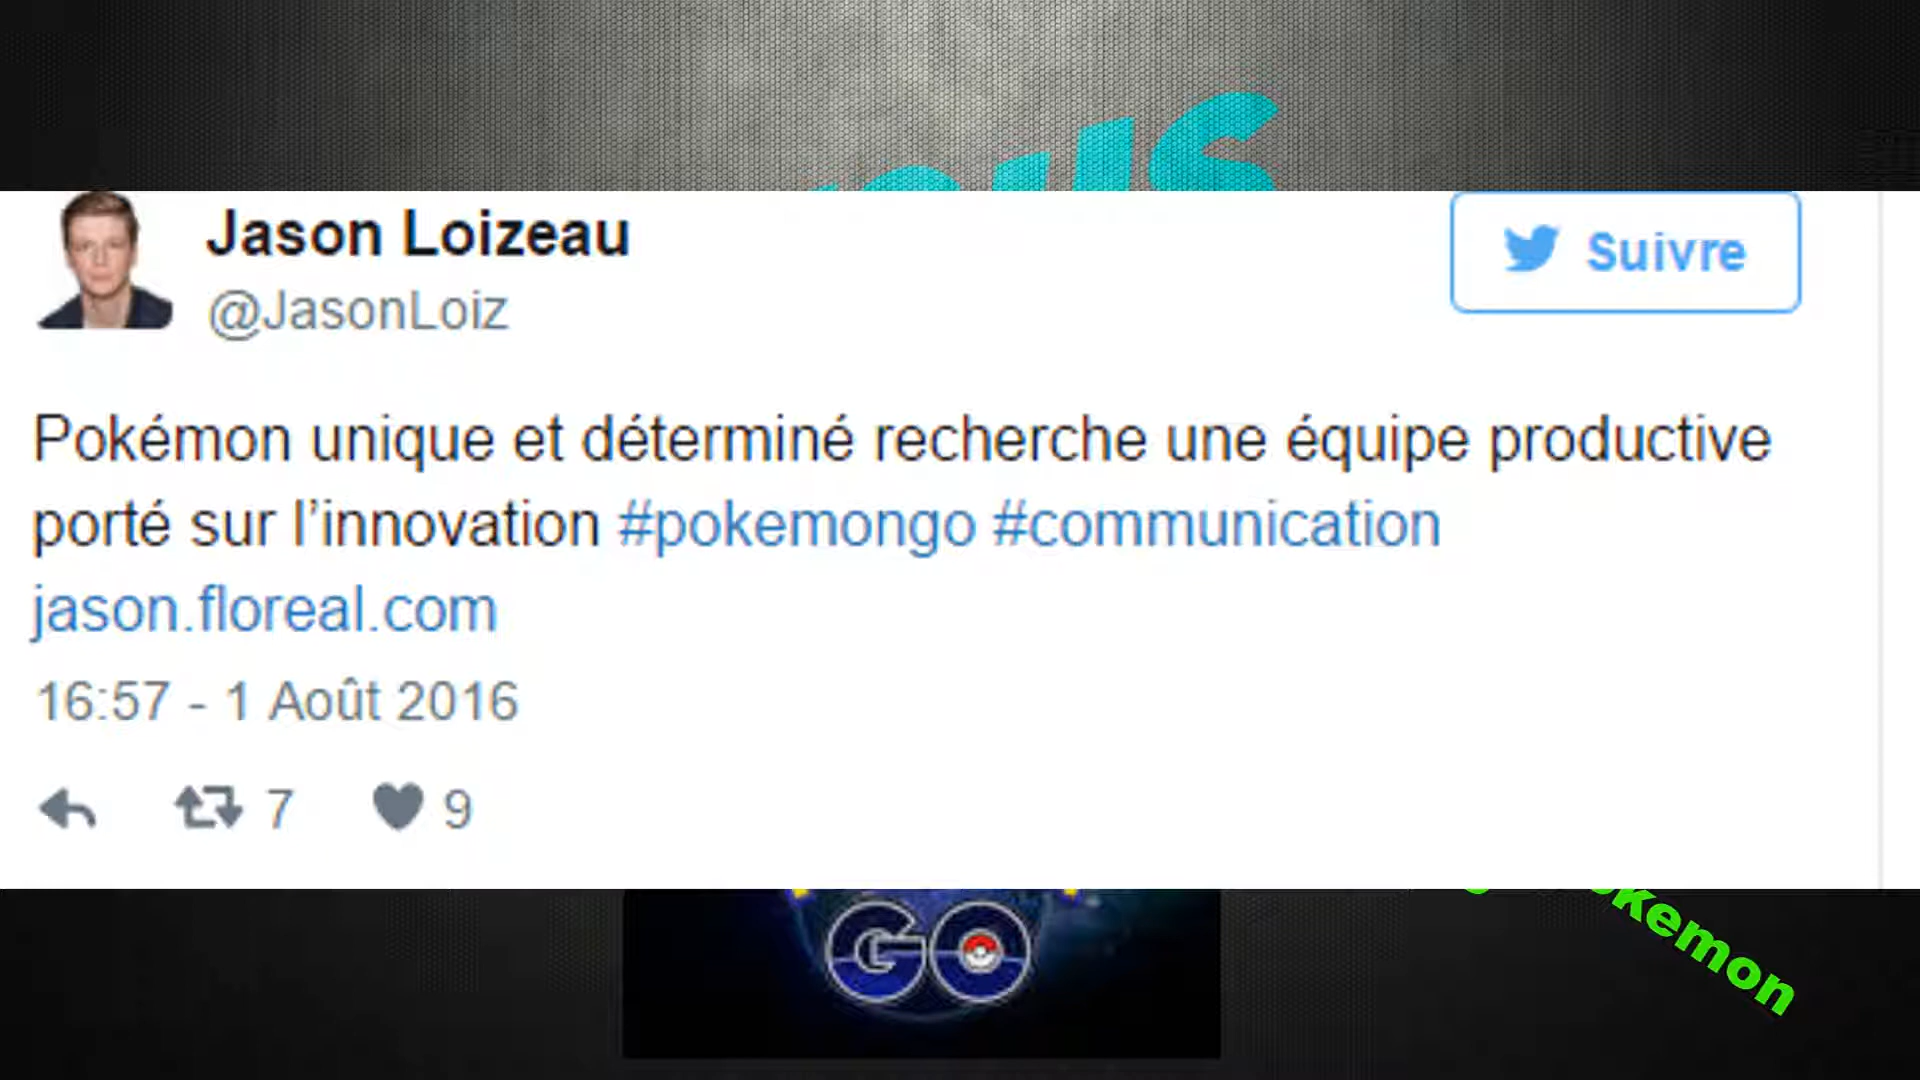 Jason Loizeau
@JasonLoiz
Suivre
Pokémon unique et déterminé recherche une équipe productive
porté sur l’innovation #pokemongo #communication
jason.floreal.com
16:57 - 1 Août 2016
7 9
GO